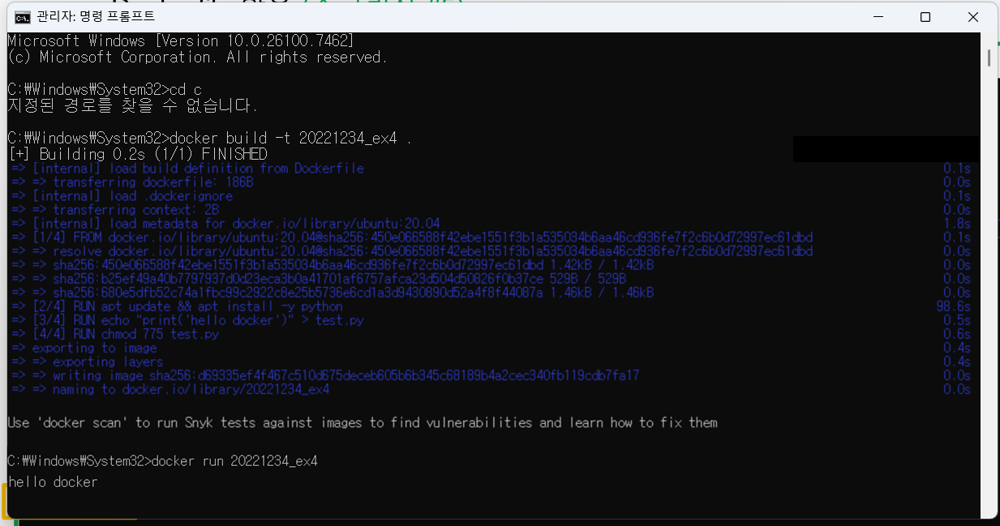 관리자: 명령 프롬프트
Microsoft Windows [Version 10.0.26100.7462]
(c) Microsoft Corporation. All rights reserved.
C:₩Windows₩System32>cd c
지정된 경로를 찾을 수 없습니다.
C:₩Windows₩System32>docker build -t 20221234_ex4 .
[+] Building 0.2s (1/1) FINISHED
=> [internal] load build definition from Dockerfile 0.1s
=> => transferring dockerfile: 186B 0.0s
=> [internal] load .dockerignore 0.1s
=> => transferring context: 2B 0.0s
=> [internal] load metadata for docker.io/library/ubuntu:20.04 1.8s
=> [1/4] FROM docker.io/library/ubuntu:20.04@sha256:450e066588f42ebe1551f3b1a535034b6aa46cd936fe7f2c6b0d72997ec61dbd 0.1s
=> => resolve docker.io/library/ubuntu:20.04@sha256:450e066588f42ebe1551f3b1a535034b6aa46cd936fe7f2c6b0d72997ec61dbd 0.0s
=> => sha256:450e066588f42ebe1551f3b1a535034b6aa46cd936fe7f2c6b0d72997ec61dbd 1.42kB / 1.42kB 0.0s
=> => sha256:b25ef49a40b7797937d0d23eca3b0a41701af6757afca23d504d50826f0b37ce 529B / 529B 0.0s
=> => sha256:680e5dfb52c74a1fbc99c2922c8e25b5736e6cd1a3d9430890d52a4f8f44087a 1.46kB / 1.46kB 0.0s
=> [2/4] RUN apt update && apt install -y python 98.6s
=> [3/4] RUN echo "print('hello docker')" > test.py 0.5s
=> [4/4] RUN chmod 775 test.py 0.6s
=> exporting to image 0.4s
=> => exporting layers 0.4s
=> => writing image sha256:d69335ef4f467c510d675deceb605b6b345c68189b4a2cec340fb119cdb7fa17 0.0s
=> => naming to docker.io/library/20221234_ex4 0.0s
Use 'docker scan' to run Snyk tests against images to find vulnerabilities and learn how to fix them
C:₩Windows₩System32>docker run 20221234_ex4
hello docker